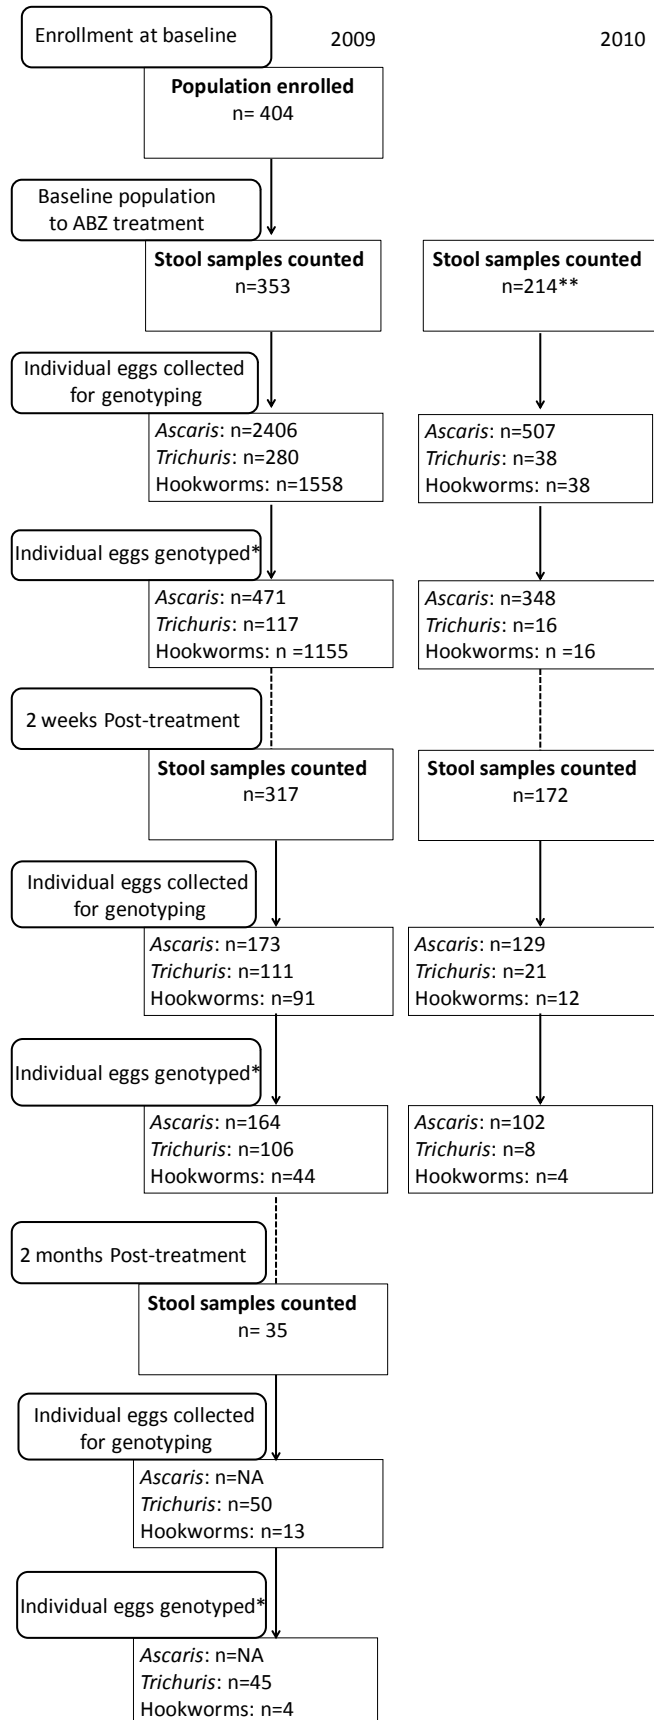 Enrollment at baseline
2009
2010
Population enrolled
n= 404
Baseline population
to ABZ treatment
Stool samples counted
n=353
Stool samples counted
n=214**
Individual eggs collected
for genotyping
Ascaris: n=2406
Trichuris: n=280
Hookworms: n=1558
Ascaris: n=507
Trichuris: n=38
Hookworms: n=38
Individual eggs genotyped*
Ascaris: n=471
Trichuris: n=117
Hookworms: n =1155
Ascaris: n=348
Trichuris: n=16
Hookworms: n =16
2 weeks Post-treatment
Stool samples counted
n=317
Stool samples counted
n=172
Individual eggs collected
for genotyping
Ascaris: n=173
Trichuris: n=111
Hookworms: n=91
Ascaris: n=129
Trichuris: n=21
Hookworms: n=12
Individual eggs genotyped*
Ascaris: n=164
Trichuris: n=106
Hookworms: n=44
Ascaris: n=102
Trichuris: n=8
Hookworms: n=4
2 months Post-treatment
Stool samples counted
n= 35
Individual eggs collected
for genotyping
Ascaris: n=NA
Trichuris: n=50
Hookworms: n=13
Individual eggs genotyped*
Ascaris: n=NA
Trichuris: n=45
Hookworms: n=4